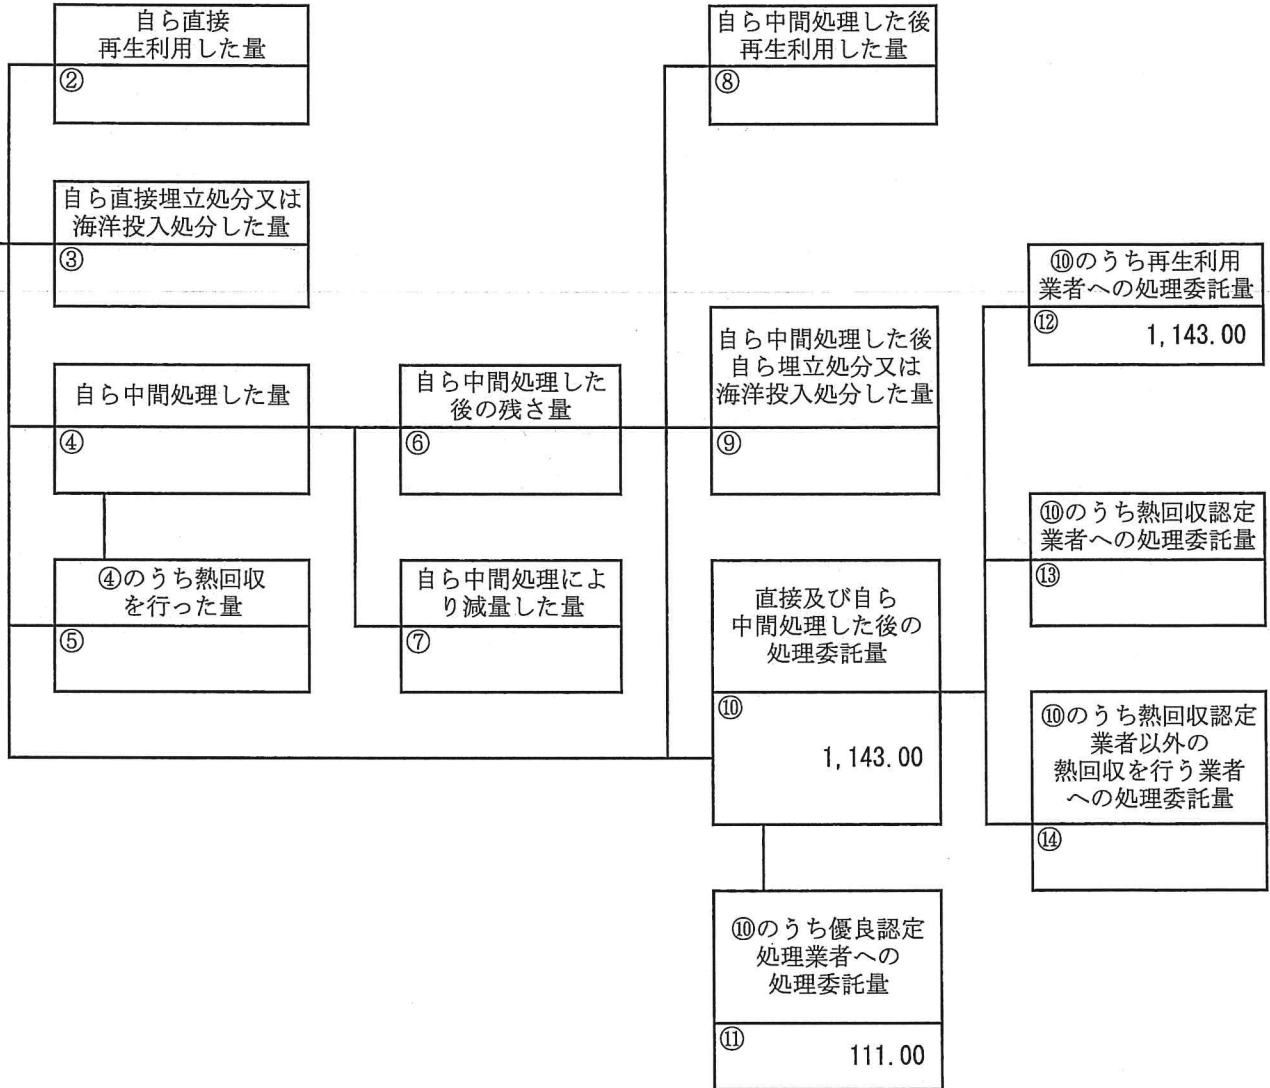 自ら直接
再生利用した量
②
自ら直接埋立処分又は
海洋投入処分した量
③
自ら中間処理した量
④
④のうち熱回収
を行った量
⑤
自ら中間処理した
後の残さ量
⑥
自ら中間処理によ
り減量した量
⑦
自ら中間処理した後
再生利用した量
⑧
自ら中間処理した後
自ら埋立処分又は
海洋投入処分した量
⑨
直接及び自ら
中間処理した後の
処理委託量
⑩
1,143.00
⑩のうち優良認定
処理業者への
処理委託量
⑪
111.00
⑩のうち再生利用
業者への処理委託量
⑫
1,143.00
⑩のうち熱回収認定
業者への処理委託量
⑬
⑩のうち熱回収認定
業者以外の
熱回収を行う業者
への処理委託量
⑭